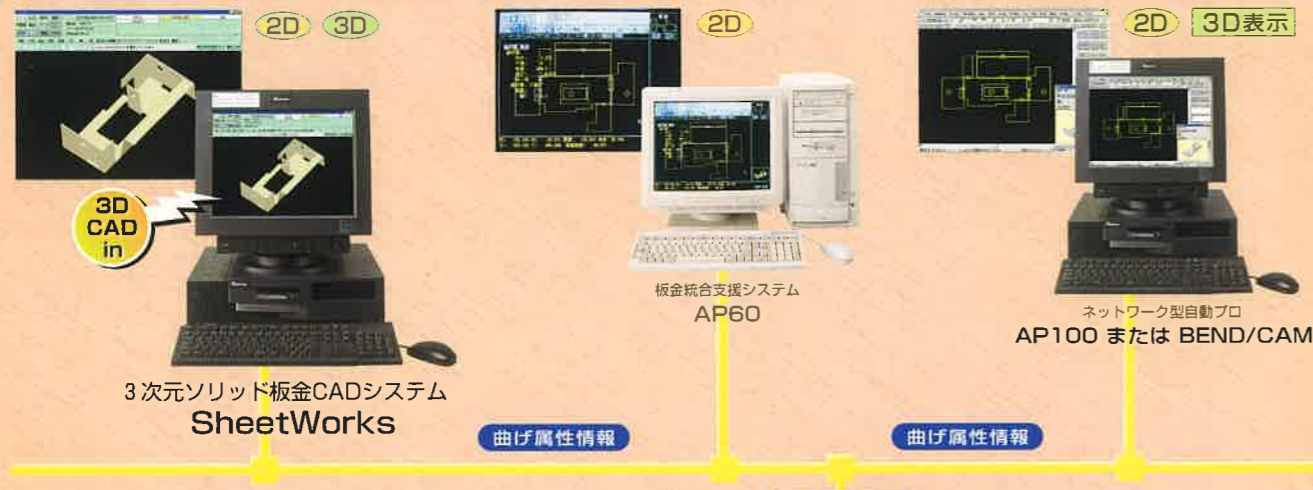 2D 3D
2D
2D 3D表示
3D
CAD
in
3次元ソリッド板金CADシステム
SheetWorks
板金統合支援システム
AP60
ネットワーク型自動プロ
AP100 または BEND/CAM
曲げ属性情報
曲げ属性情報